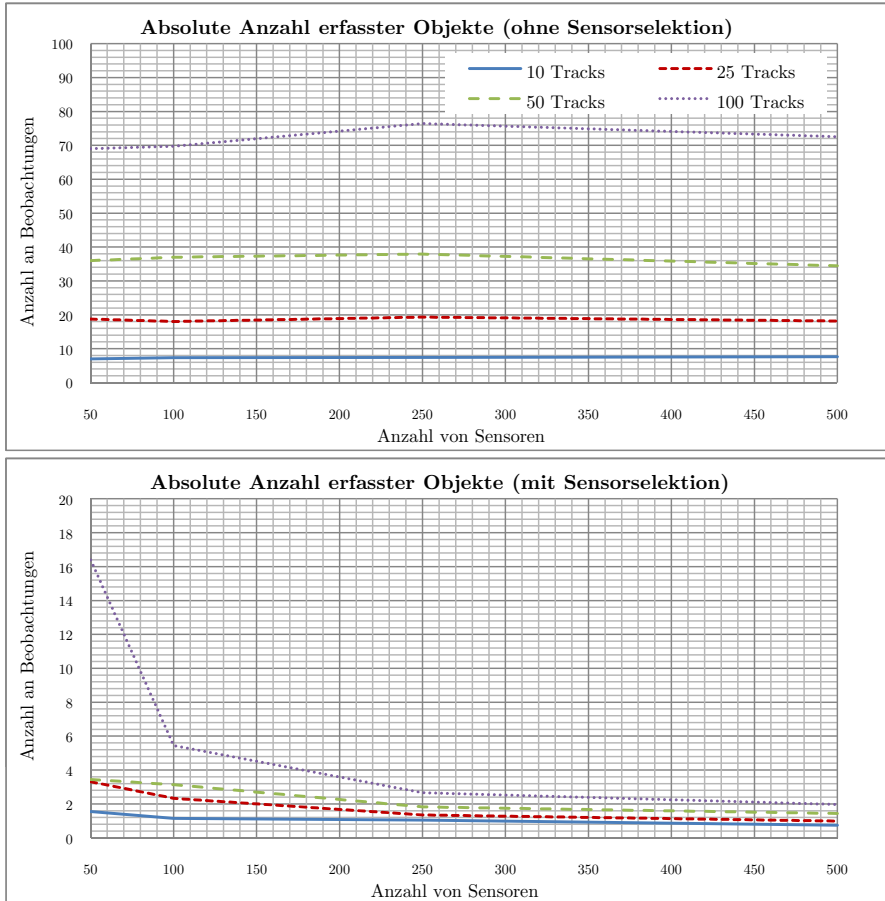 Absolute Anzahl erfasster Objekte (ohne Sensorselektion)
100
90
80
70
60
50
40
30
20
10
0
Anzahl an Beobachtungen
10 Tracks
25 Tracks
50 Tracks
100 Tracks
50 100 150 200 250 300 350 400 450 500
Anzahl von Sensoren
Absolute Anzahl erfasster Objekte (mit Sensorselektion)
20
18
16
14
12
10
8
6
4
2
0
Anzahl an Beobachtungen
50 100 150 200 250 300 350 400 450 500
Anzahl von Sensoren